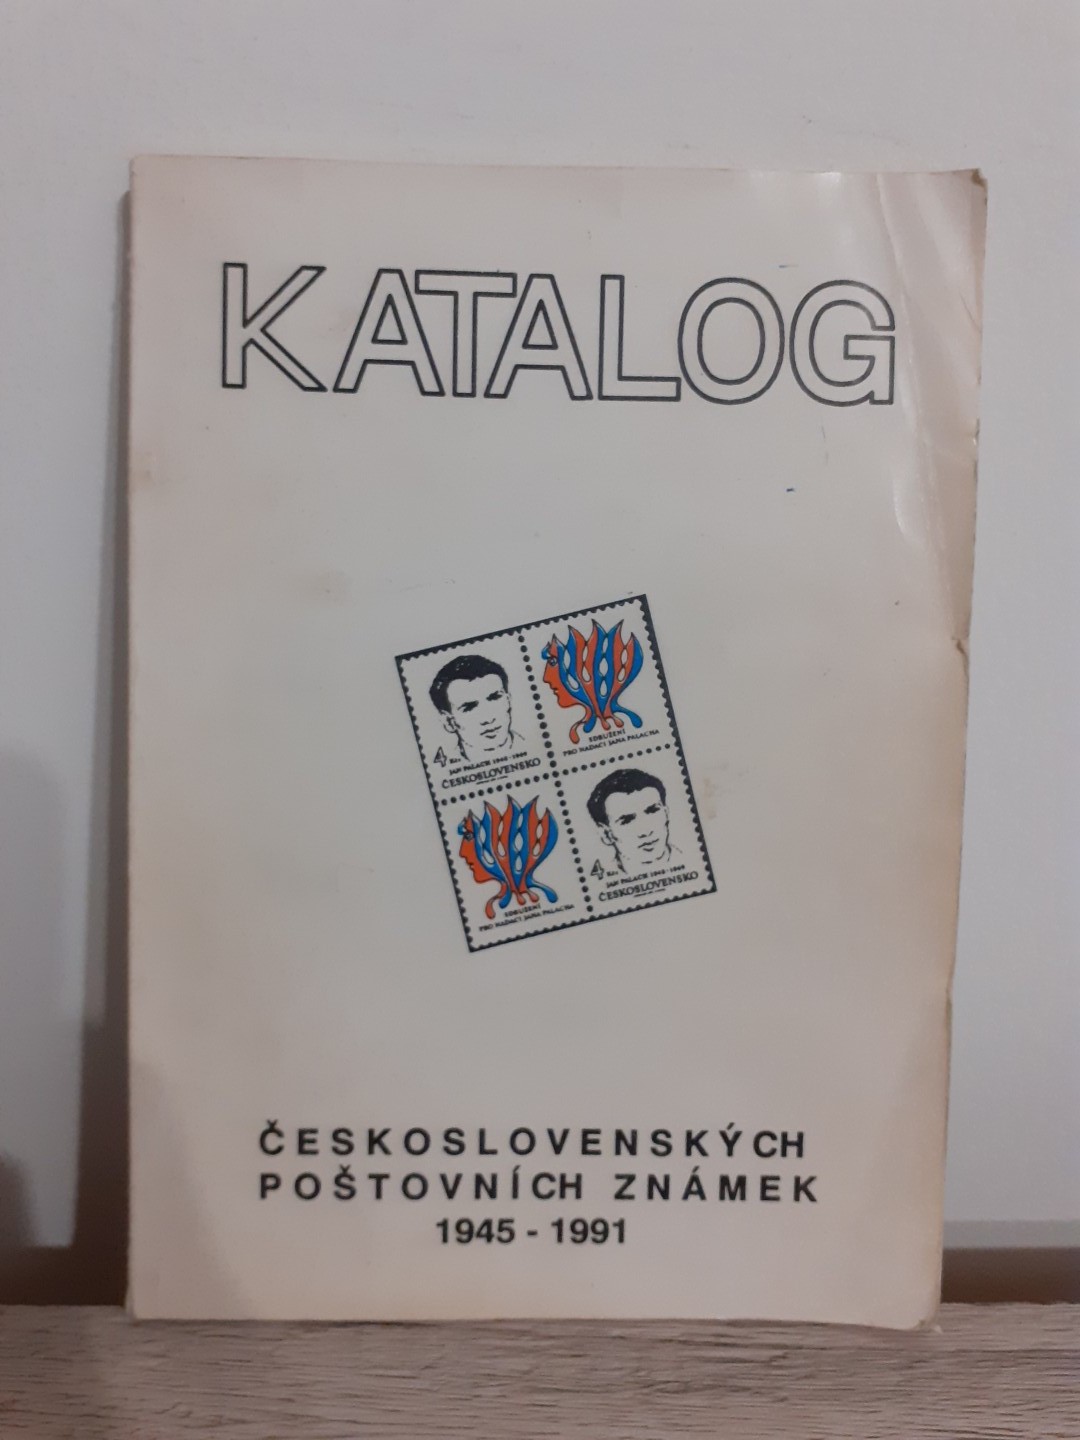 KATALOG
4 Kčs
JAN PALACH 1948-1969
ČESKOSLOVENSKO
SDRUŽENÍ
PRO NADACI JANA PALACHA
SDRUŽENÍ
PRO NADACI JANA PALACHA
4 Kčs
JAN PALACH 1948-1969
ČESKOSLOVENSKO
ČESKOSLOVENSKÝCH
POŠTOVNÍCH ZNÁMEK
1945 - 1991